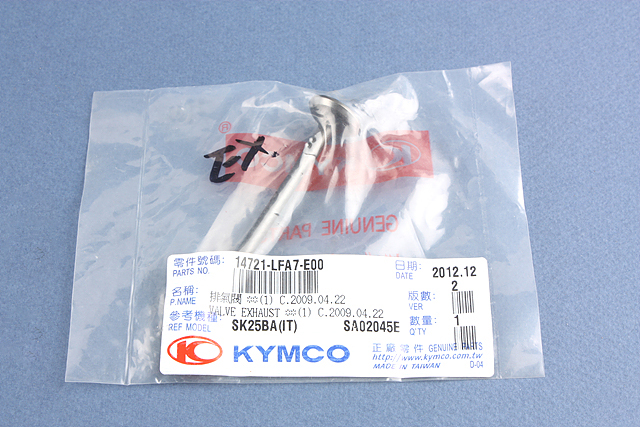 Ex.
®
GENUINE PAR
零件號碼:
PARTS NO.
14721-LFA7-E00
日期:
DATE
2012.12
名稱:
P.NAME
排氣閥 ※(1) C.2009.04.22
VALVE EXHAUST ※(1) C.2009.04.22
版數:
VER
2
參考機種:
REF MODEL
SK25BA(IT)
SA02045E
數量:
Q'TY
1
KYMCO
正廠零件 GENUINE PARTS
http://www.kymco.com.tw
MADE IN TAIWAN
D-04